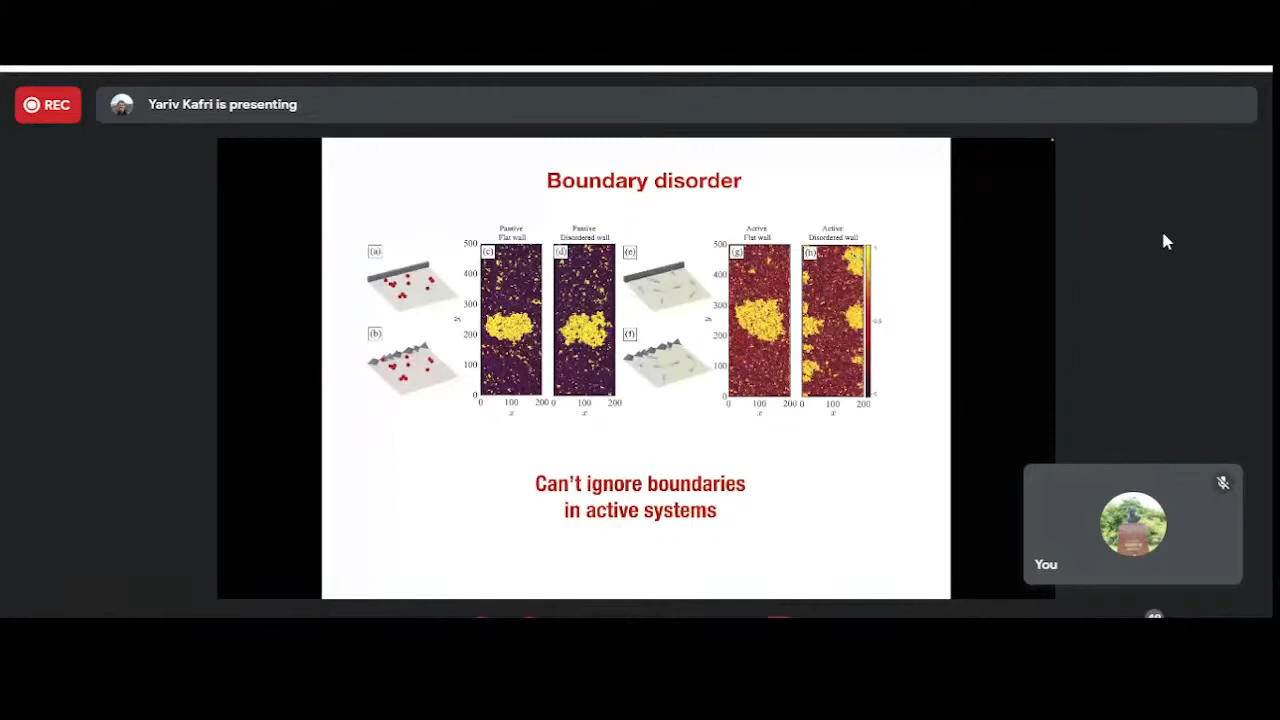 REC
Yariv Kafri is presenting
Boundary disorder
Passive
Flat wall
Passive
Disordered wall
Active
Flat wall
Active
Disordered wall
(a)
(b)
(c)
(d)
(e)
(f)
(g)
(h)
500
400
300
200
100
0
y
0 100 200
x
0 100 200
x
500
400
300
200
100
0
y
0 100 200
x
0 100 200
x
Can't ignore boundaries
in active systems
You